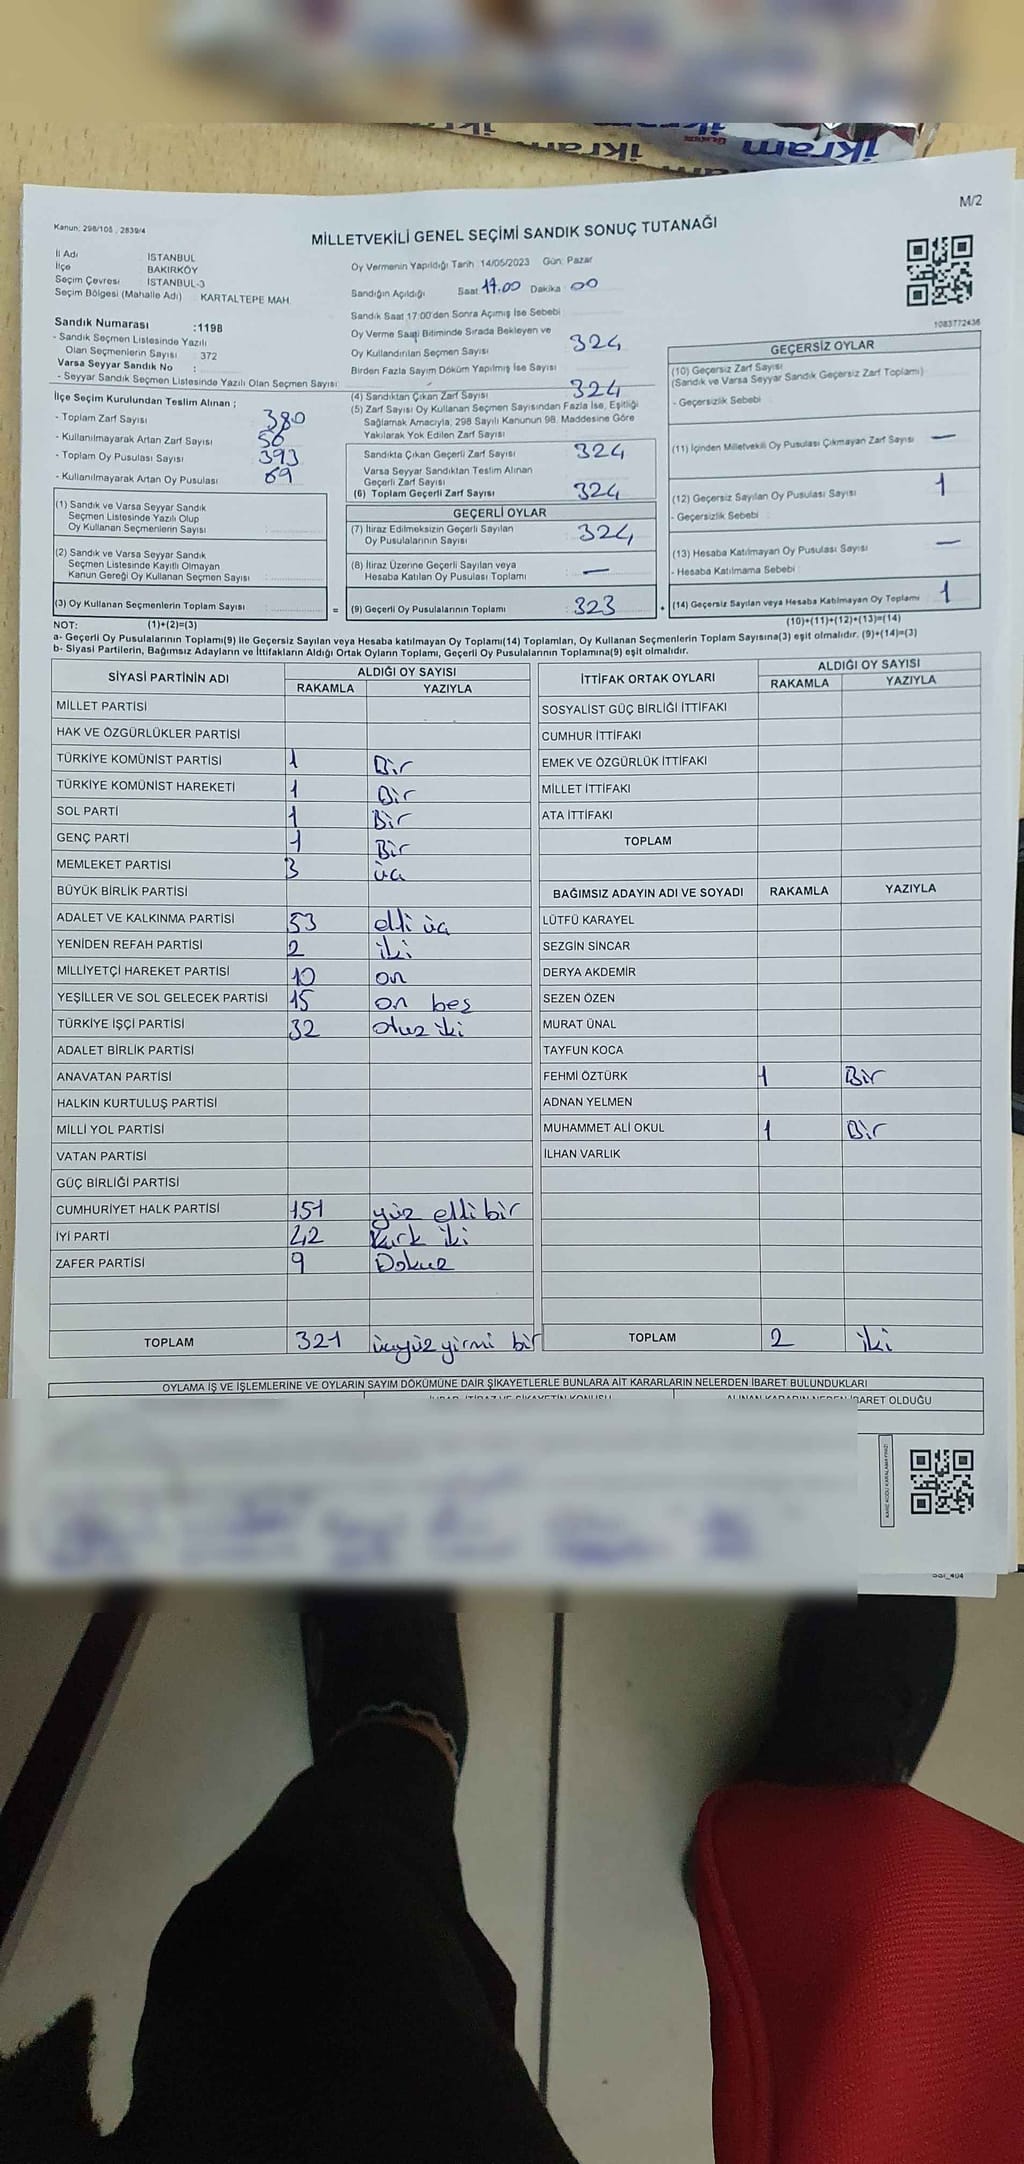 ikram
ikram
M/2
Kanun: 298/105 , 2839/4
MİLLETVEKİLİ GENEL SEÇİMİ SANDIK SONUÇ TUTANAĞI
İl Adı : İSTANBUL
İlçe : BAKIRKÖY
Seçim Çevresi : İSTANBUL-3
Seçim Bölgesi (Mahalle Adı) : KARTALTEPE MAH.
Sandık Numarası :1198
- Sandık Seçmen Listesinde Yazılı
Olan Seçmenlerin Sayısı : 372
Varsa Seyyar Sandık No :
- Seyyar Sandık Seçmen Listesinde Yazılı Olan Seçmen Sayısı:
İlçe Seçim Kurulundan Teslim Alınan ;
- Toplam Zarf Sayısı : 380
- Kullanılmayarak Artan Zarf Sayısı : 56
- Toplam Oy Pusulası Sayısı : 393
- Kullanılmayarak Artan Oy Pusulası : 69
(1) Sandık ve Varsa Seyyar Sandık
Seçmen Listesinde Yazılı Olup
Oy Kullanan Seçmenlerin Sayısı :
(2) Sandık ve Varsa Seyyar Sandık
Seçmen Listesinde Kayıtlı Olmayan
Kanun Gereği Oy Kullanan Seçmen Sayısı :
(3) Oy Kullanan Seçmenlerin Toplam Sayısı :
Oy Vermenin Yapıldığı Tarih :14/05/2023 Gün: Pazar
Sandığın Açıldığı Saat 17.00 Dakika 00
Sandık Saat 17:00'den Sonra Açımış İse Sebebi :
Oy Verme Saati Bitiminde Sırada Bekleyen ve
Oy Kullandırılan Seçmen Sayısı : 324
Birden Fazla Sayım Döküm Yapılmış İse Sayısı :
(4) Sandıktan Çıkan Zarf Sayısı : 324
(5) Zarf Sayısı Oy Kullanan Seçmen Sayısından Fazla İse, Eşitliği
Sağlamak Amacıyla, 298 Sayılı Kanunun 98. Maddesine Göre
Yakılarak Yok Edilen Zarf Sayısı :
Sandıkta Çıkan Geçerli Zarf Sayısı : 324
Varsa Seyyar Sandıktan Teslim Alınan
Geçerli Zarf Sayısı :
(6) Toplam Geçerli Zarf Sayısı : 324
GEÇERLİ OYLAR
(7) İtiraz Edilmeksizin Geçerli Sayılan
Oy Pusulalarının Sayısı : 324
(8) İtiraz Üzerine Geçerli Sayılan veya
Hesaba Katılan Oy Pusulası Toplamı : —
= (9) Geçerli Oy Pusulalarının Toplamı : 323
1083772436
GEÇERSİZ OYLAR
(10) Geçersiz Zarf Sayısı :
(Sandık ve Varsa Seyyar Sandık Geçersiz Zarf Toplamı)
- Geçersizlik Sebebi :
(11) İçinden Milletvekili Oy Pusulası Çıkmayan Zarf Sayısı : —
(12) Geçersiz Sayılan Oy Pusulası Sayısı : 1
- Geçersizlik Sebebi :
(13) Hesaba Katılmayan Oy Pusulası Sayısı : —
- Hesaba Katılmama Sebebi :
+ (14) Geçersiz Sayılan veya Hesaba Katılmayan Oy Toplamı : 1
NOT: (1)+(2)=(3) (10)+(11)+(12)+(13)=(14)
a- Geçerli Oy Pusulalarının Toplamı(9) ile Geçersiz Sayılan veya Hesaba katılmayan Oy Toplamı(14) Toplamları, Oy Kullanan Seçmenlerin Toplam Sayısına(3) eşit olmalıdır. (9)+(14)=(3)
b- Siyasi Partilerin, Bağımsız Adayların ve İttifakların Aldığı Ortak Oyların Toplamı, Geçerli Oy Pusulalarının Toplamına(9) eşit olmalıdır.
SİYASİ PARTİNİN ADI ALDIĞI OY SAYISI
RAKAMLA YAZIYLA
MİLLET PARTİSİ
HAK VE ÖZGÜRLÜKLER PARTİSİ
TÜRKİYE KOMÜNİST PARTİSİ 1 Bir
TÜRKİYE KOMÜNİST HAREKETİ 1 Bir
SOL PARTİ 1 Bir
GENÇ PARTİ 1 Bir
MEMLEKET PARTİSİ 3 üç
BÜYÜK BİRLİK PARTİSİ
ADALET VE KALKINMA PARTİSİ 53 elli üç
YENİDEN REFAH PARTİSİ 2 iki
MİLLİYETÇİ HAREKET PARTİSİ 10 on
YEŞİLLER VE SOL GELECEK PARTİSİ 15 on beş
TÜRKİYE İŞÇİ PARTİSİ 32 otuz iki
ADALET BİRLİK PARTİSİ
ANAVATAN PARTİSİ
HALKIN KURTULUŞ PARTİSİ
MİLLİ YOL PARTİSİ
VATAN PARTİSİ
GÜÇ BİRLİĞİ PARTİSİ
CUMHURİYET HALK PARTİSİ 151 yüz elli bir
İYİ PARTİ 42 Kırk iki
ZAFER PARTİSİ 9 Dokuz
TOPLAM 321 üçyüz yirmi bir
İTTİFAK ORTAK OYLARI ALDIĞI OY SAYISI
RAKAMLA YAZIYLA
SOSYALİST GÜÇ BİRLİĞİ İTTİFAKI
CUMHUR İTTİFAKI
EMEK VE ÖZGÜRLÜK İTTİFAKI
MİLLET İTTİFAKI
ATA İTTİFAKI
TOPLAM
BAĞIMSIZ ADAYIN ADI VE SOYADI RAKAMLA YAZIYLA
LÜTFÜ KARAYEL
SEZGİN SİNCAR
DERYA AKDEMİR
SEZEN ÖZEN
MURAT ÜNAL
TAYFUN KOCA
FEHMİ ÖZTÜRK 1 Bir
ADNAN YELMEN
MUHAMMET ALİ OKUL 1 Bir
İLHAN VARLIK
TOPLAM 2 iki
OYLAMA İŞ VE İŞLEMLERİNE VE OYLARIN SAYIM DÖKÜMÜNE DAİR ŞİKAYETLERLE BUNLARA AİT KARARLARIN NELERDEN İBARET BULUNDUKLARI
ALINAN KARARIN NEDEN İBARET OLDUĞU